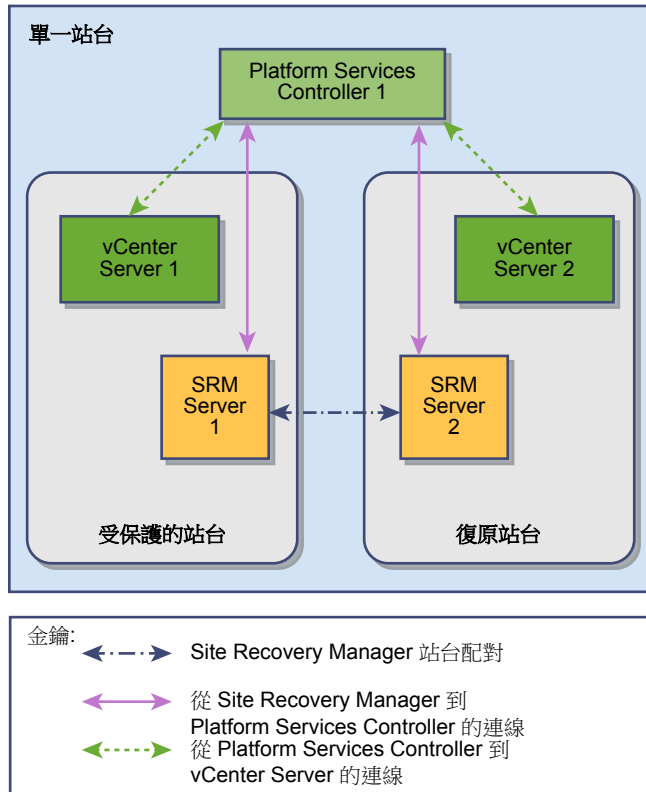 單一站台
Platform Services
Controller 1
vCenter
Server 1
vCenter
Server 2
SRM
Server
1
SRM
Server
2
受保護的站台
復原站台
金鑰:
Site Recovery Manager 站台配對
從 Site Recovery Manager 到
Platform Services Controller 的連線
從 Platform Services Controller 到
vCenter Server 的連線